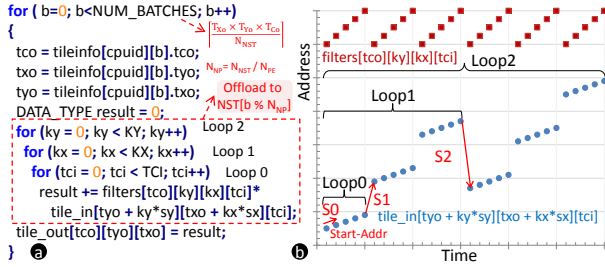 for ( b=0; b<NUM_BATCHES; b++)
{
⌈T_Xo × T_Yo × T_Co / N_NST⌉
tco = tileinfo[cpuid][b].tco;
txo = tileinfo[cpuid][b].tyo;
N_NP = N_NST / N_PE
tyo = tileinfo[cpuid][b].txo;
Offload to
NST[b % N_NP]
DATA_TYPE result = 0;
for (ky = 0; ky < KY; ky++)
Loop 2
for (kx = 0; kx < KX; kx++)
Loop 1
for (tci = 0; tci < TCI; tci++)
Loop 0
result += filters[tco][ky][kx][tci]*
tile_in[tyo + ky*sy][txo + kx*sx][tci];
tile_out[tco][tyo][txo] = result;
}
a
Address
filters[tco][ky][kx][tci]
Loop2
Loop1
Loop0
S0
S1
S2
Start-Addr
tile_in[tyo + ky*sy][txo + kx*sx][tci]
b
Time